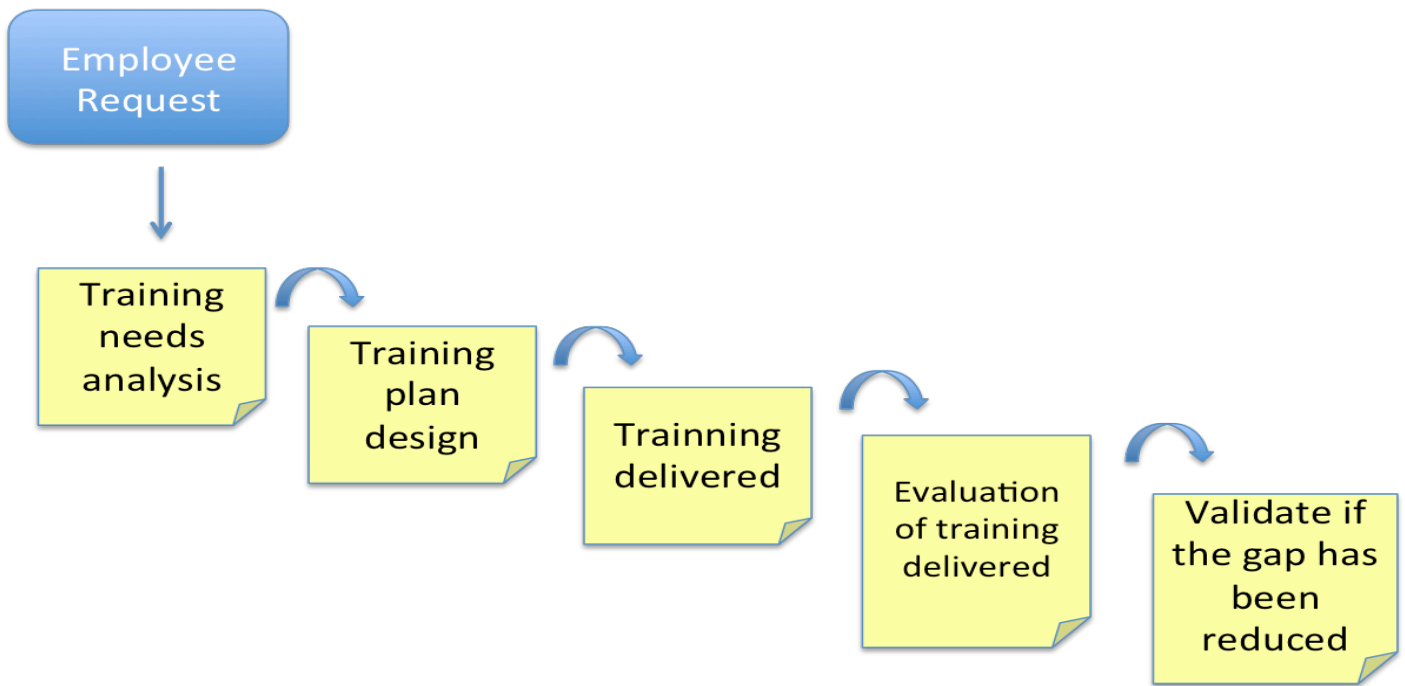 Employee
Request
Training
needs
analysis
Training
plan
design
Trainning
delivered
Evaluation
of training
delivered
Validate if
the gap has
been
reduced